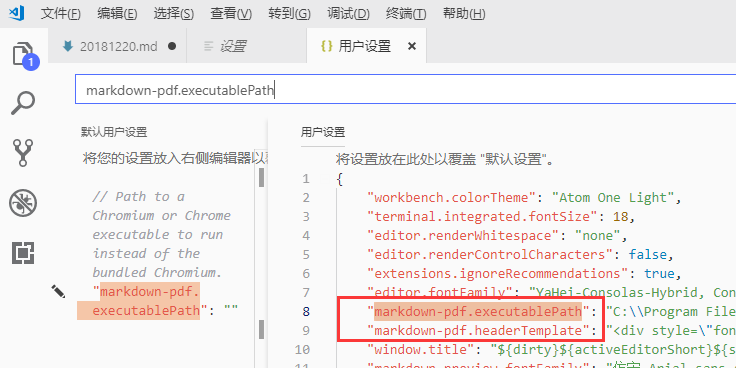 文件(F) 编辑(E) 选择(S) 查看(V) 转到(G) 调试(D) 终端(T) 帮助(H)
20181220.md 设置 {} 用户设置 ×
1
markdown-pdf.executablePath
默认用户设置
将您的设置放入右侧编辑器以
// Path to a
Chromium or Chrome
executable to run
instead of the
bundled Chromium.
"markdown-pdf.
executablePath": ""
用户设置
将设置放在此处以覆盖 "默认设置"。
1 {
2 "workbench.colorTheme": "Atom One Light",
3 "terminal.integrated.fontSize": 18,
4 "editor.renderWhitespace": "none",
5 "editor.renderControlCharacters": false,
6 "extensions.ignoreRecommendations": true,
7 "editor.fontFamily": "YaHei-Consolas-Hybrid, Con
8 "markdown-pdf.executablePath": "C:\\Program File
9 "markdown-pdf.headerTemplate": "<div style=\"fon
10 "window.title": "${dirty}${activeEditorShort}${s